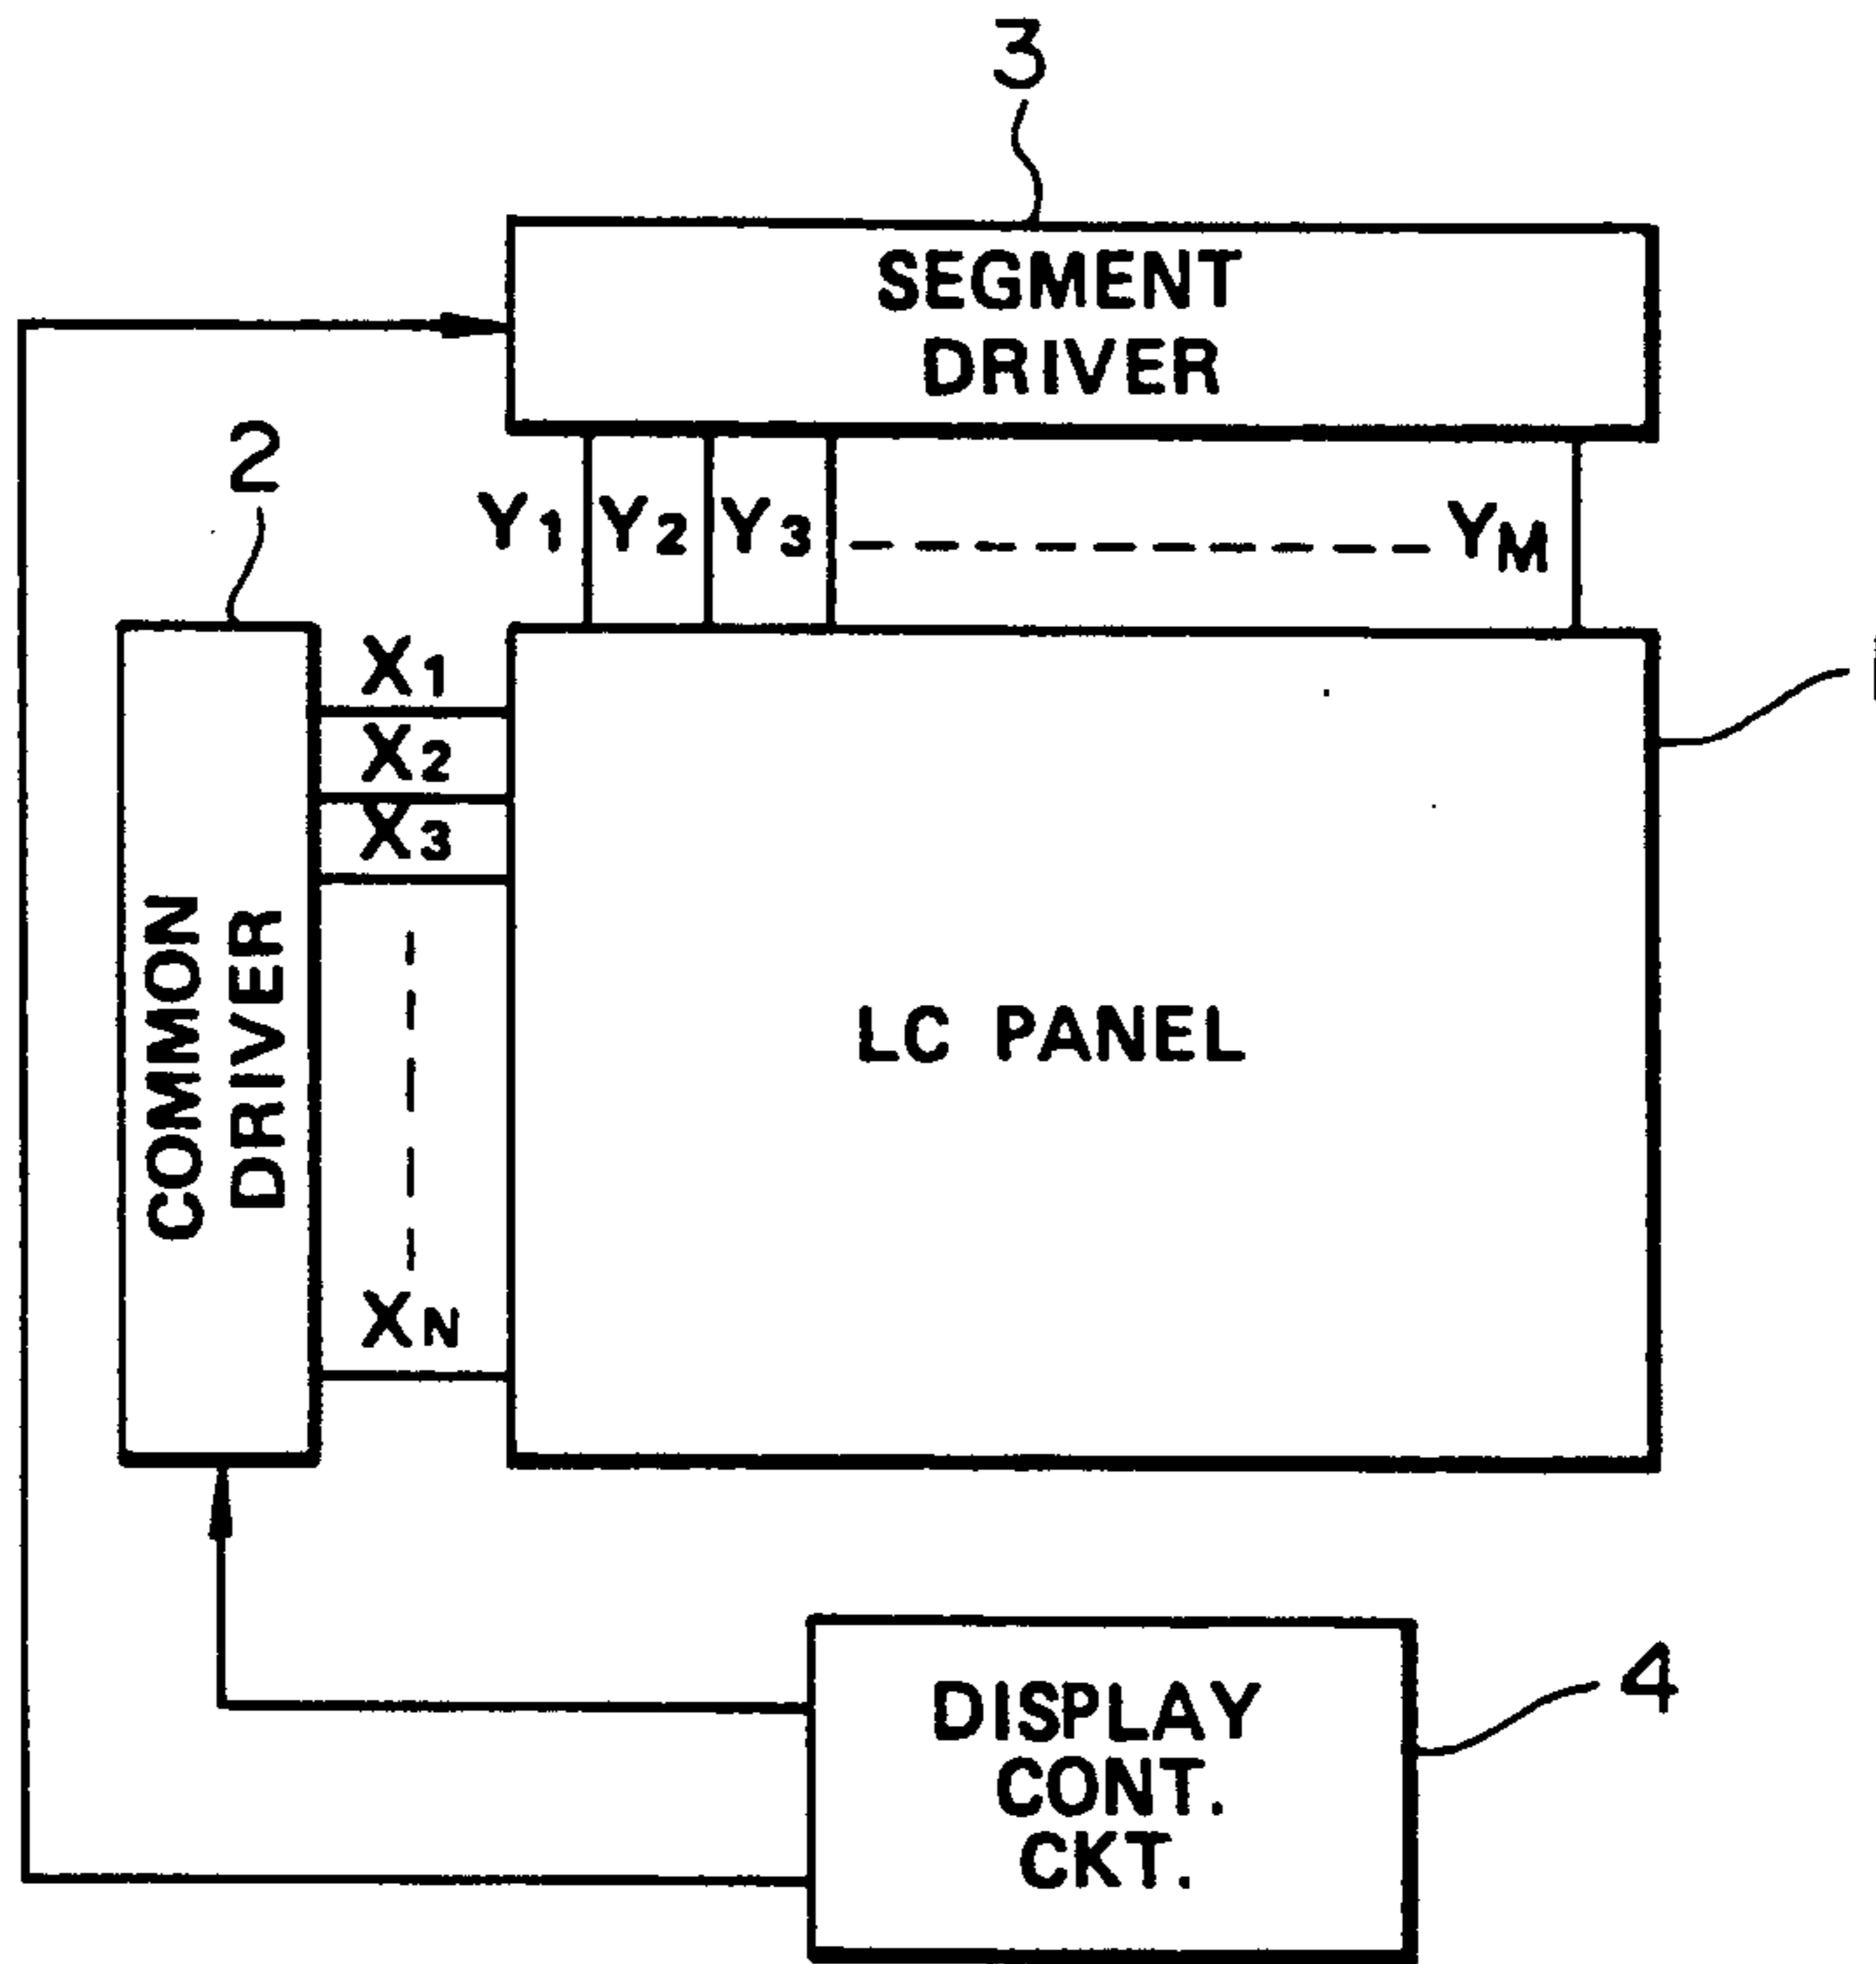 3
SEGMENT
DRIVER
2
Y1 Y2 Y3 YM
X1
X2
X3
XN
COMMON
DRIVER
LC PANEL
DISPLAY
CONT.
CKT.
4